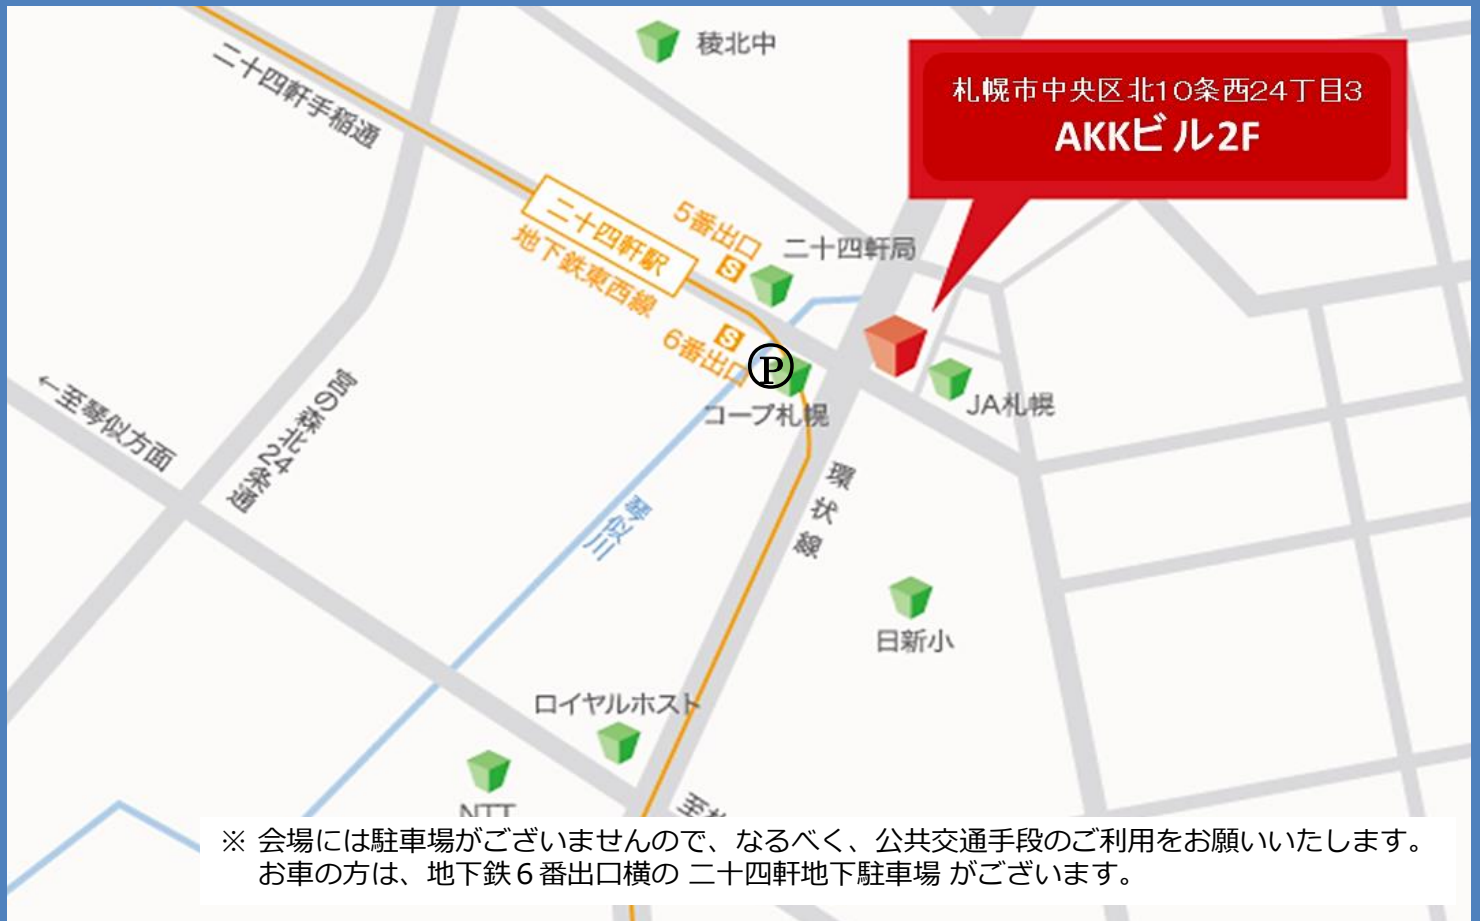 稜北中
札幌市中央区北10条西24丁目3
AKKビル2F
二十四軒手稲通
5番出口
S
二十四軒局
二十四軒駅
地下鉄東西線
S
6番出口
P
コープ札幌
JA札幌
←至琴似方面
宮の森北24条通
環状線
琴似川
日新小
ロイヤルホスト
NTT
至
※ 会場には駐車場がございませんので、なるべく、公共交通手段のご利用をお願いいたします。
お車の方は、地下鉄６番出口横の 二十四軒地下駐車場 がございます。